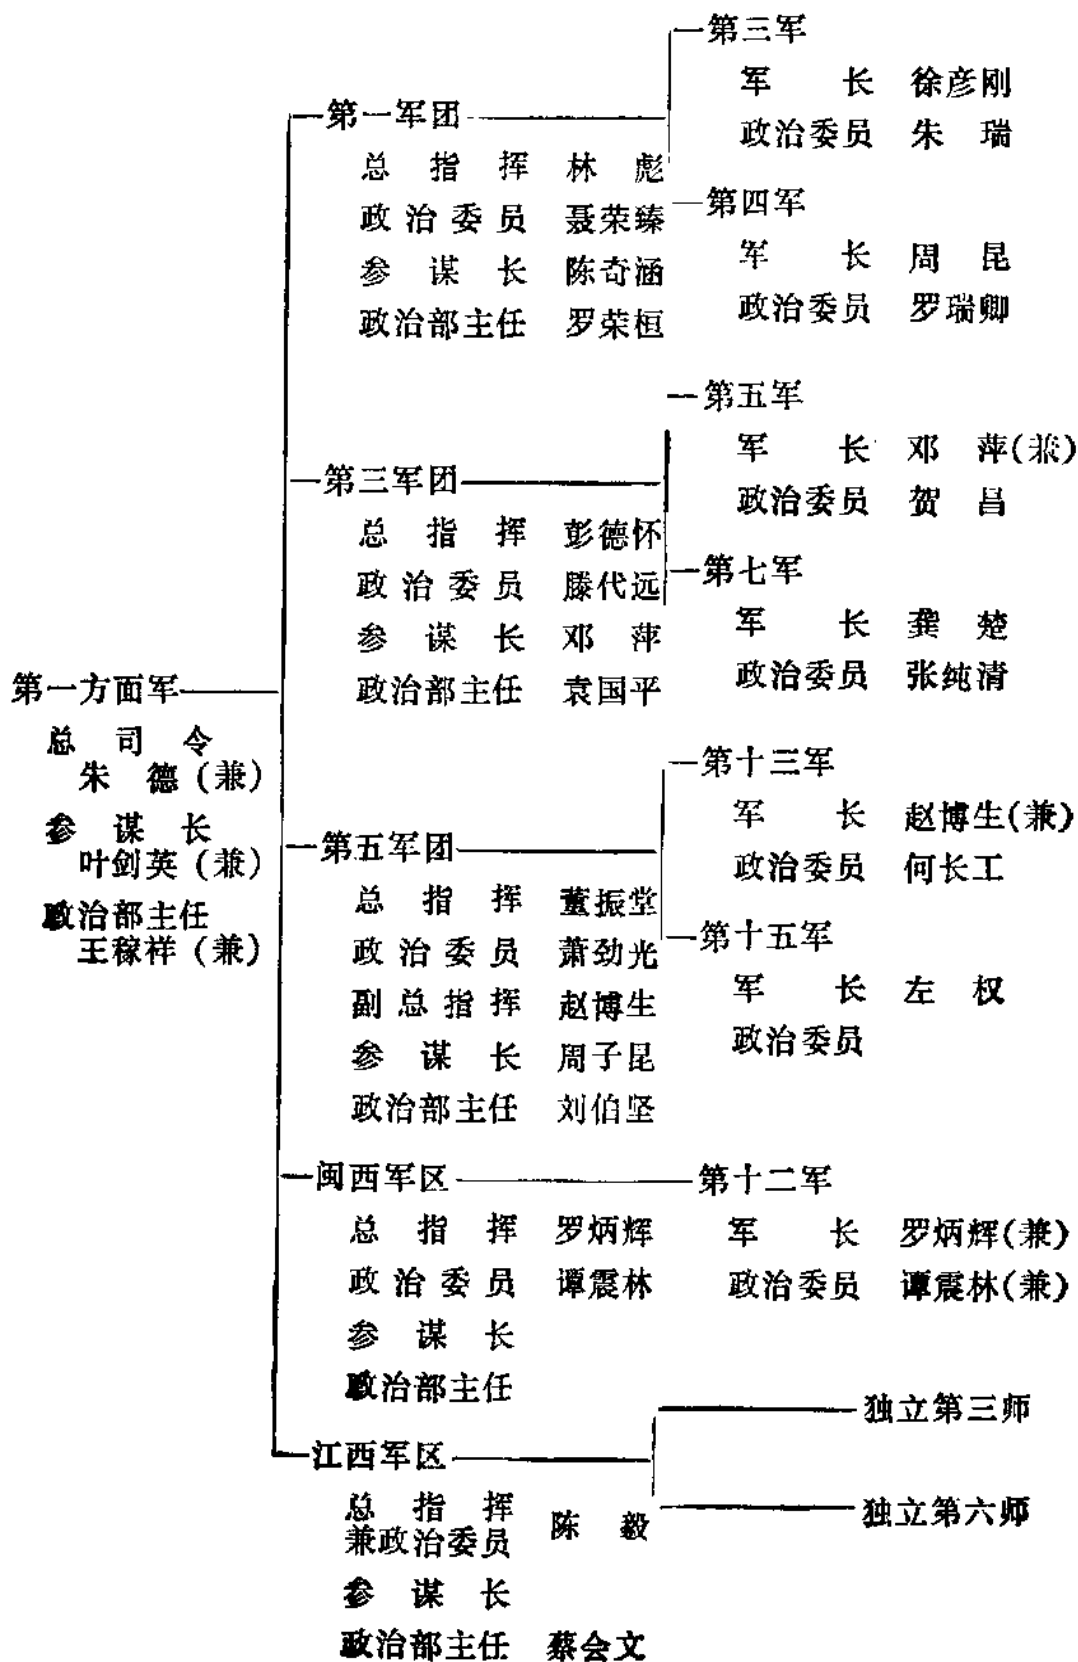 第一方面军
总司令
朱德(兼)
参谋长
叶剑英(兼)
政治部主任
王稼祥(兼)
第一军团
总指挥 林彪
政治委员 聂荣臻
参谋长 陈奇涵
政治部主任 罗荣桓
第三军
军长 徐彦刚
政治委员 朱瑞
第四军
军长 周昆
政治委员 罗瑞卿
第三军团
总指挥 彭德怀
政治委员 滕代远
参谋长 邓萍
政治部主任 袁国平
第五军
军长 邓萍(兼)
政治委员 贺昌
第七军
军长 龚楚
政治委员 张纯清
第五军团
总指挥 董振堂
政治委员 萧劲光
副总指挥 赵博生
参谋长 周子昆
政治部主任 刘伯坚
第十三军
军长 赵博生(兼)
政治委员 何长工
第十五军
军长 左权
政治委员
闽西军区
总指挥 罗炳辉
政治委员 谭震林
参谋长
政治部主任
第十二军
军长 罗炳辉(兼)
政治委员 谭震林(兼)
江西军区
总指挥
兼政治委员 陈毅
参谋长
政治部主任 蔡会文
独立第三师
独立第六师